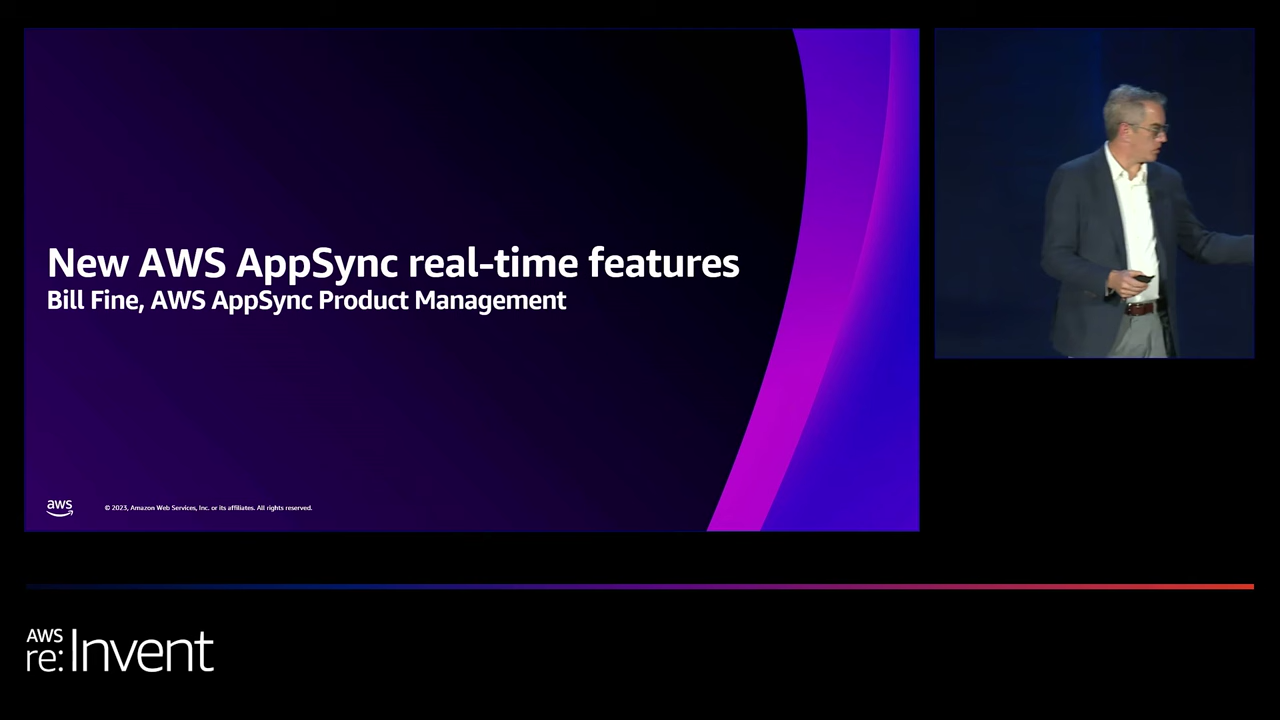 New AWS AppSync real-time features
Bill Fine, AWS AppSync Product Management
aws
© 2023, Amazon Web Services, Inc. or its affiliates. All rights reserved.
AWS
re:Invent